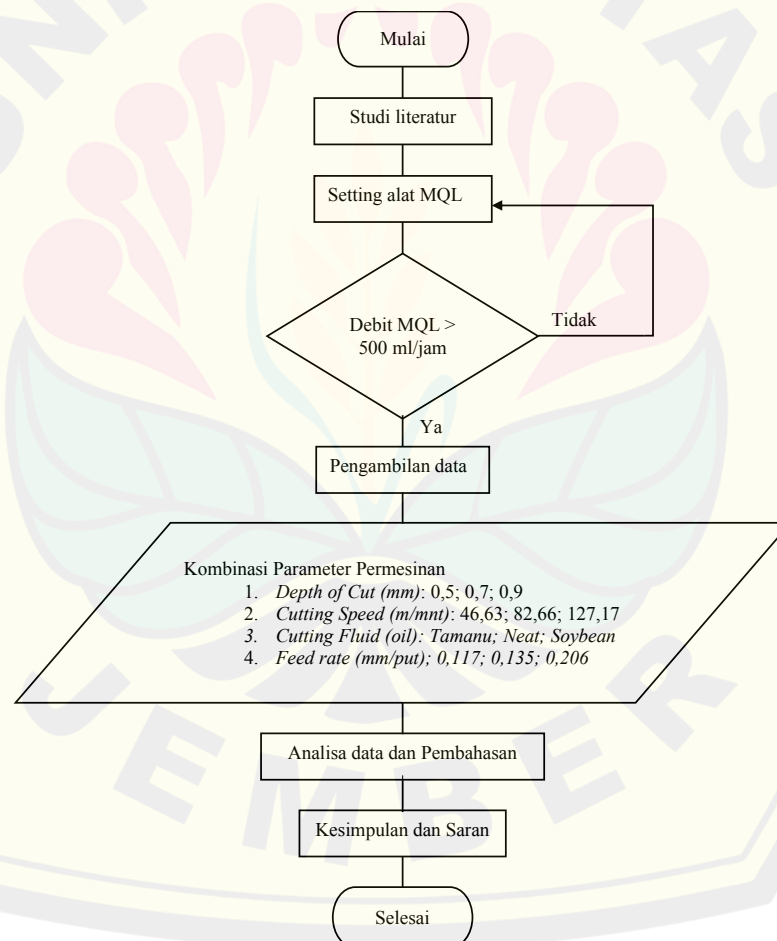 Mulai
Studi literatur
Setting alat MQL
Debit MQL >
500 ml/jam
Tidak
Ya
Pengambilan data
Kombinasi Parameter Permesinan
1. Depth of Cut (mm): 0,5; 0,7; 0,9
2. Cutting Speed (m/mnt): 46,63; 82,66; 127,17
3. Cutting Fluid (oil): Tamanu; Neat; Soybean
4. Feed rate (mm/put); 0,117; 0,135; 0,206
Analisa data dan Pembahasan
Kesimpulan dan Saran
Selesai
JEMBER